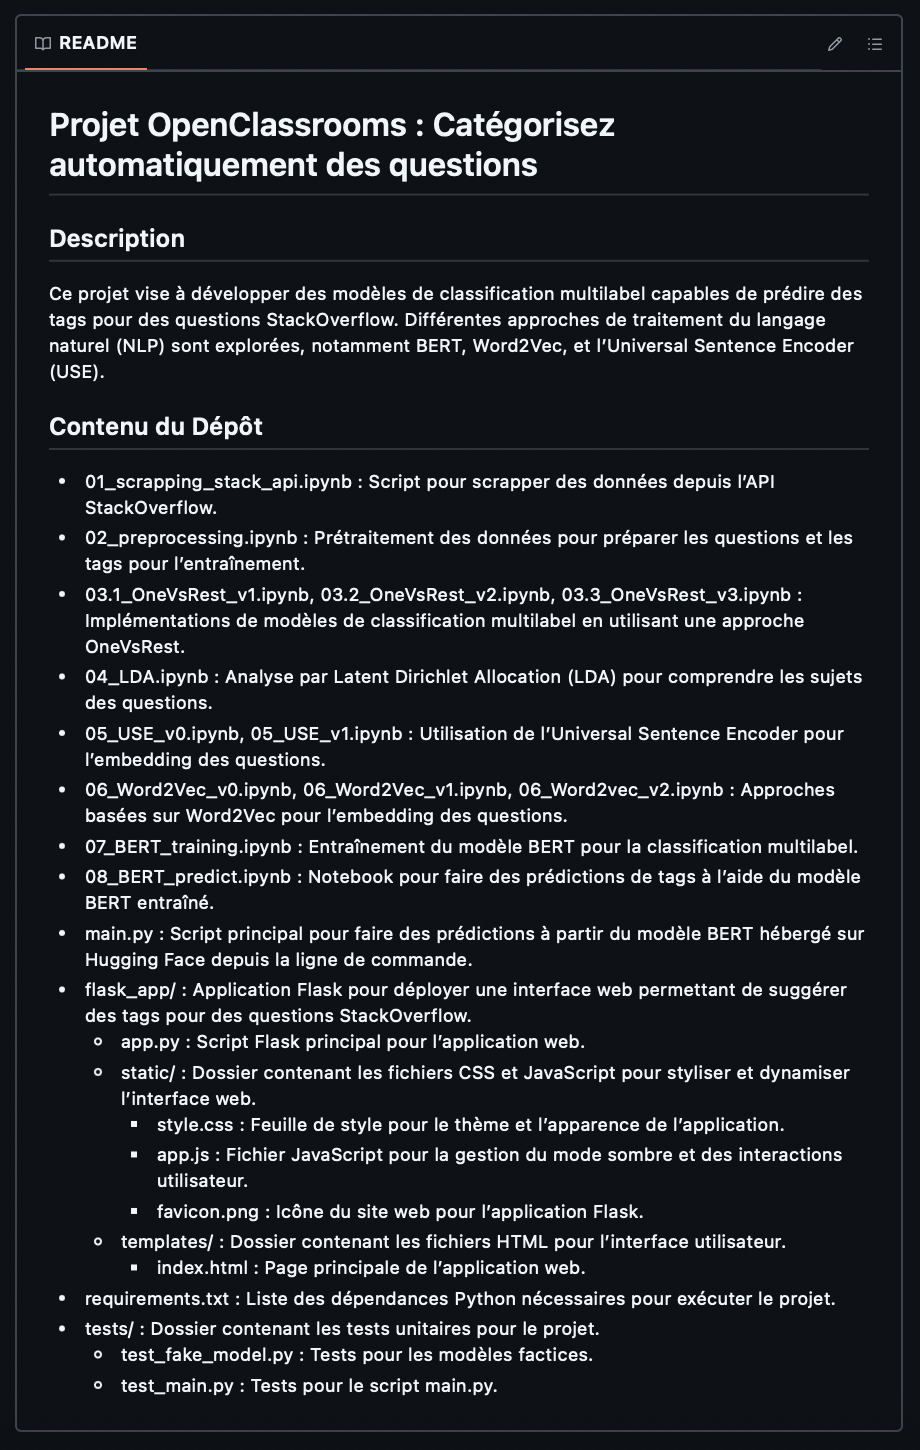 README
Projet OpenClassrooms : Catégorisez
automatiquement des questions
Description
Ce projet vise à développer des modèles de classification multilabel capables de prédire des
tags pour des questions StackOverflow. Différentes approches de traitement du langage
naturel (NLP) sont explorées, notamment BERT, Word2Vec, et l’Universal Sentence Encoder
(USE).
Contenu du Dépôt
• 01_scrapping_stack_api.ipynb : Script pour scrapper des données depuis l’API
StackOverflow.
• 02_preprocessing.ipynb : Prétraitement des données pour préparer les questions et les
tags pour l’entraînement.
• 03.1_OneVsRest_v1.ipynb, 03.2_OneVsRest_v2.ipynb, 03.3_OneVsRest_v3.ipynb :
Implémentations de modèles de classification multilabel en utilisant une approche
OneVsRest.
• 04_LDA.ipynb : Analyse par Latent Dirichlet Allocation (LDA) pour comprendre les sujets
des questions.
• 05_USE_v0.ipynb, 05_USE_v1.ipynb : Utilisation de l’Universal Sentence Encoder pour
l’embedding des questions.
• 06_Word2Vec_v0.ipynb, 06_Word2Vec_v1.ipynb, 06_Word2vec_v2.ipynb : Approches
basées sur Word2Vec pour l’embedding des questions.
• 07_BERT_training.ipynb : Entraînement du modèle BERT pour la classification multilabel.
• 08_BERT_predict.ipynb : Notebook pour faire des prédictions de tags à l’aide du modèle
BERT entraîné.
• main.py : Script principal pour faire des prédictions à partir du modèle BERT hébergé sur
Hugging Face depuis la ligne de commande.
• flask_app/ : Application Flask pour déployer une interface web permettant de suggérer
des tags pour des questions StackOverflow.
◦ app.py : Script Flask principal pour l’application web.
◦ static/ : Dossier contenant les fichiers CSS et JavaScript pour styliser et dynamiser
l’interface web.
▪ style.css : Feuille de style pour le thème et l’apparence de l’application.
▪ app.js : Fichier JavaScript pour la gestion du mode sombre et des interactions
utilisateur.
▪ favicon.png : Icône du site web pour l’application Flask.
◦ templates/ : Dossier contenant les fichiers HTML pour l’interface utilisateur.
▪ index.html : Page principale de l’application web.
• requirements.txt : Liste des dépendances Python nécessaires pour exécuter le projet.
• tests/ : Dossier contenant les tests unitaires pour le projet.
◦ test_fake_model.py : Tests pour les modèles factices.
◦ test_main.py : Tests pour le script main.py.